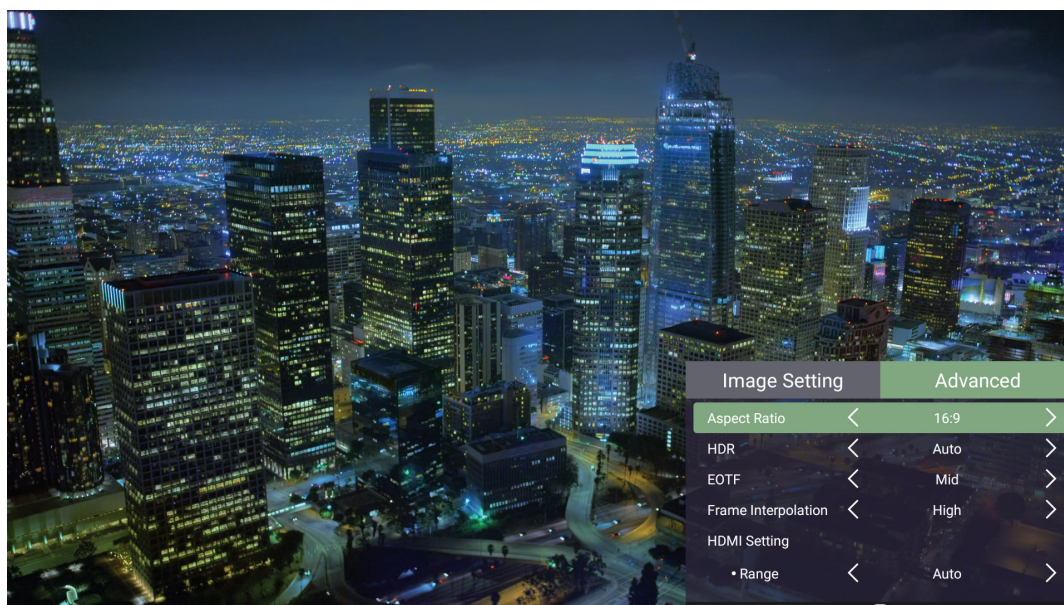 Image Setting Advanced
Aspect Ratio < 16:9 >
HDR < Auto >
EOTF < Mid >
Frame Interpolation < High >
HDMI Setting
• Range < Auto >